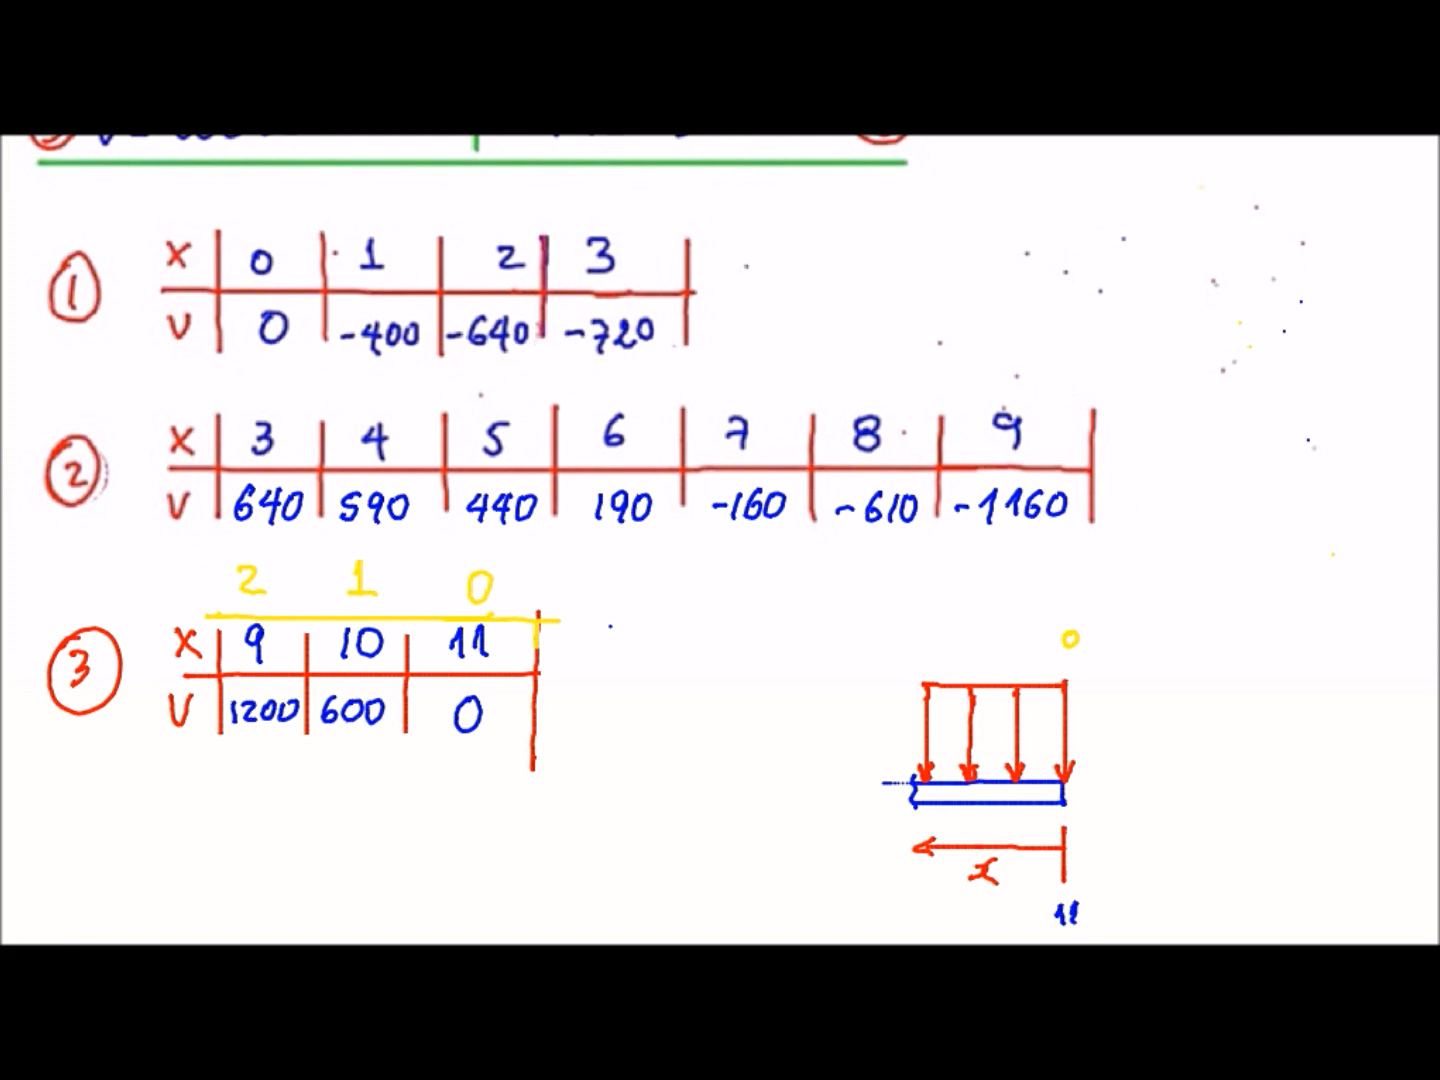 ① x 0 1 2 3
V 0 -400 -640 -720
② x 3 4 5 6 7 8 9
V 640 590 440 190 -160 -610 -1160
2 1 0
③ x 9 10 11
V 1200 600 0
0
x
11